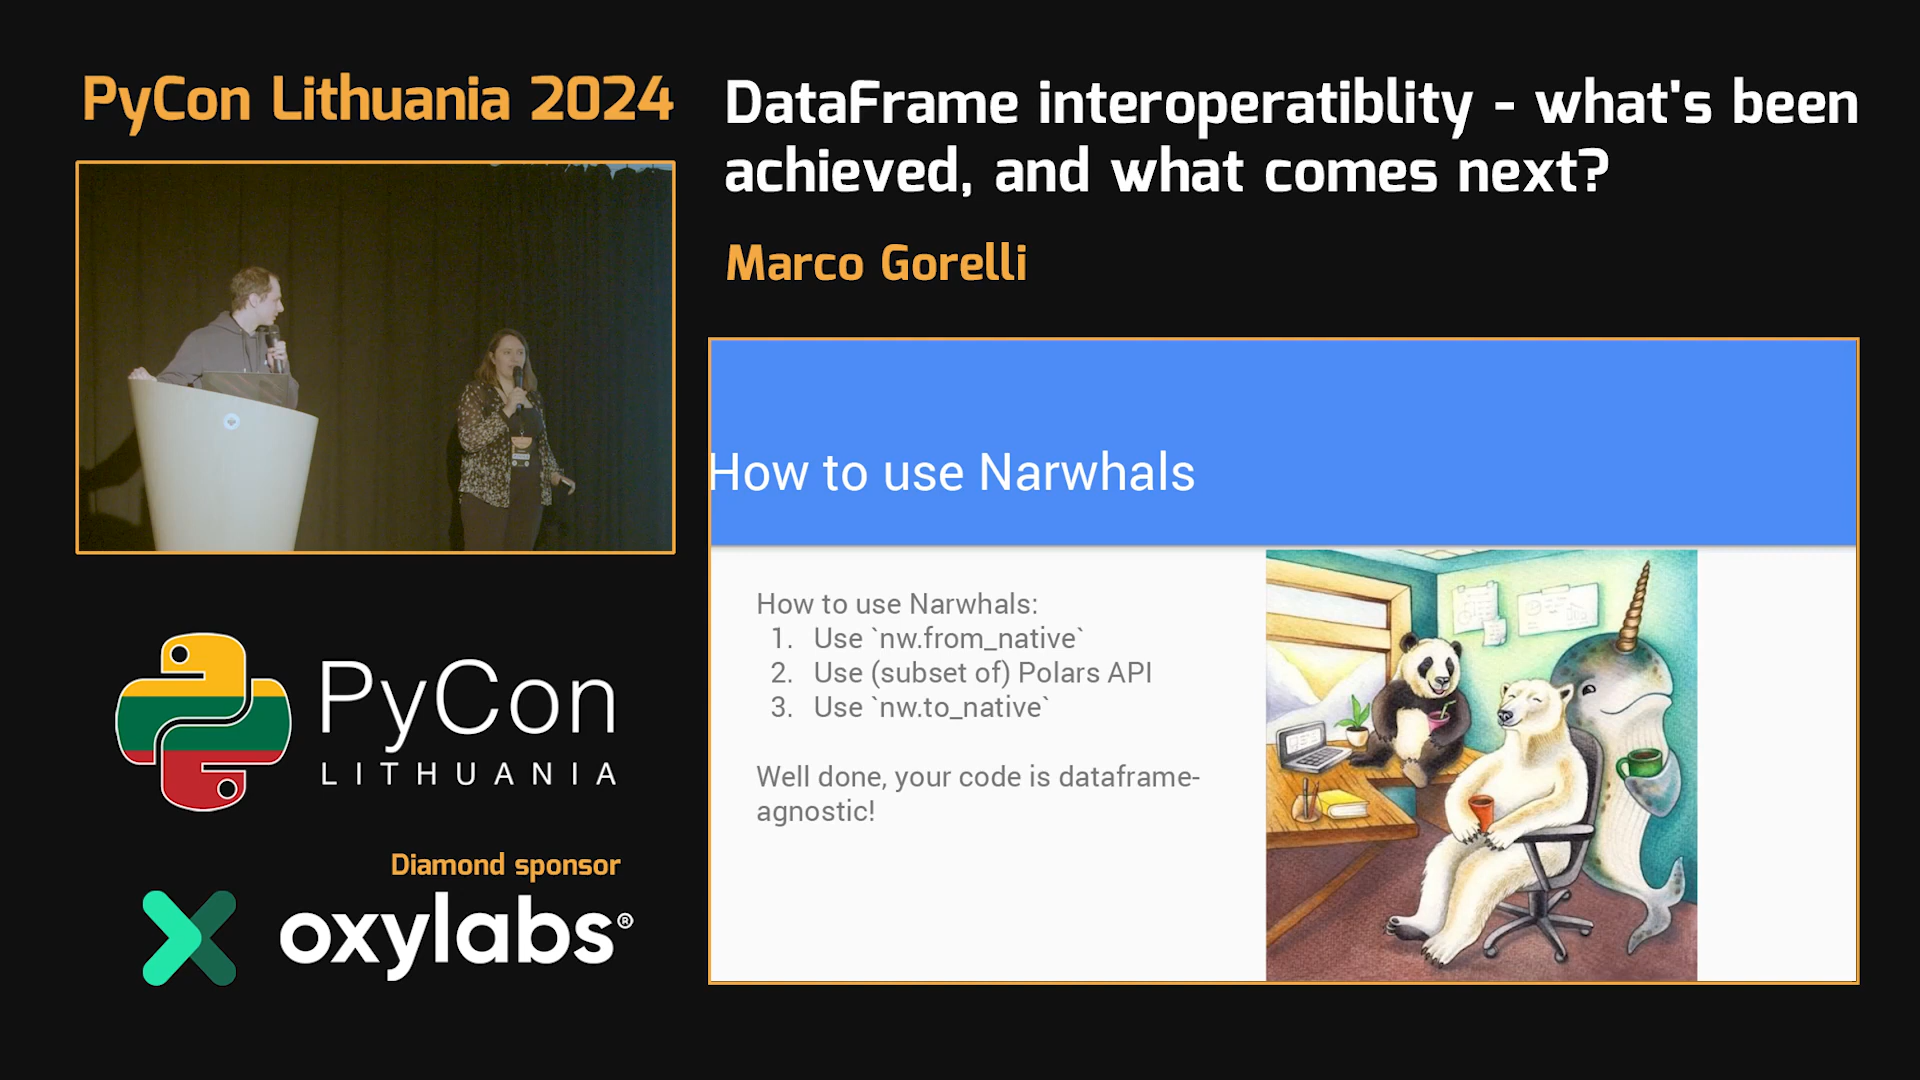 PyCon Lithuania 2024
DataFrame interoperatiblity - what's been
achieved, and what comes next?
Marco Gorelli
How to use Narwhals
How to use Narwhals:
1. Use `nw.from_native`
2. Use (subset of) Polars API
3. Use `nw.to_native`
Well done, your code is dataframe-
agnostic!
PyCon
LITHUANIA
Diamond sponsor
oxylabs®